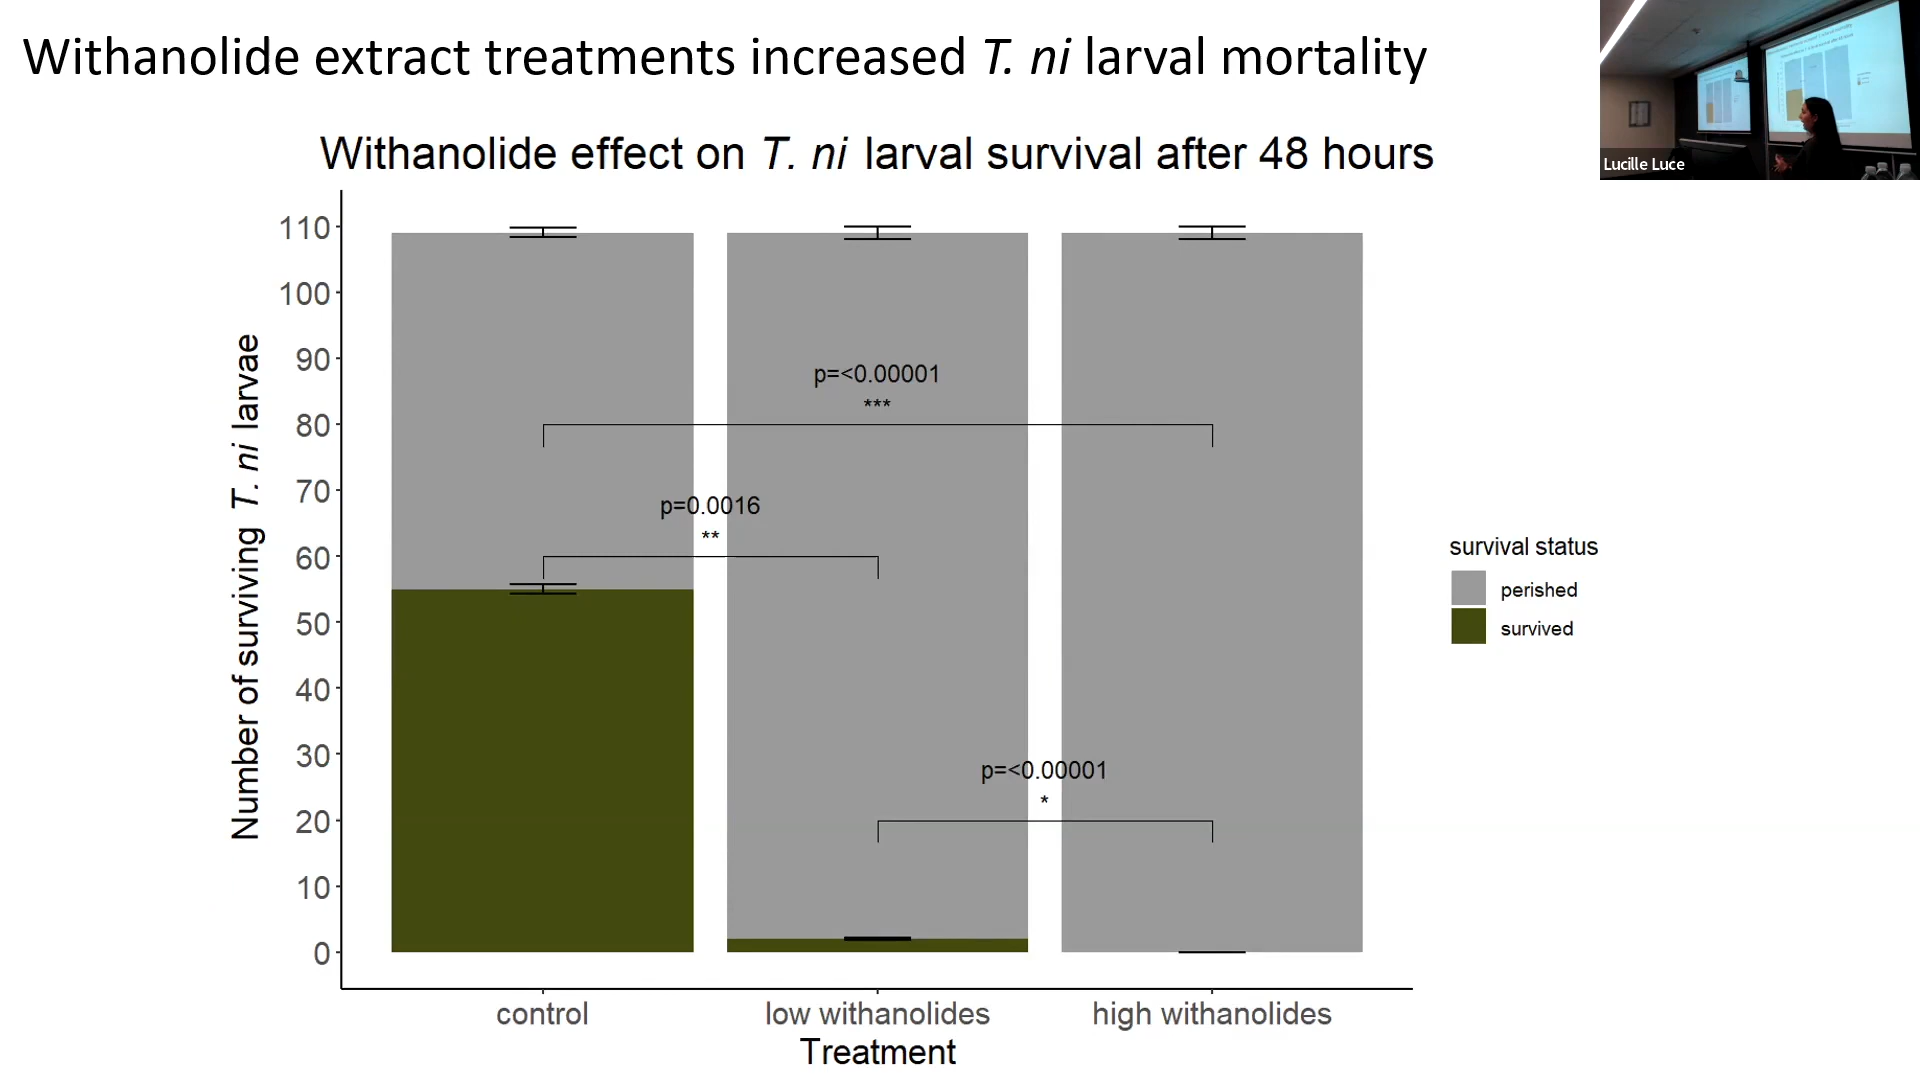 Withanolide extract treatments increased T. ni larval mortality
Lucille Luce
Withanolide effect on T. ni larval survival after 48 hours
Number of surviving T. ni larvae
110
100
90
80
70
60
50
40
30
20
10
0
p=<0.00001
***
p=0.0016
**
p=<0.00001
*
survival status
perished
survived
control
low withanolides
high withanolides
Treatment